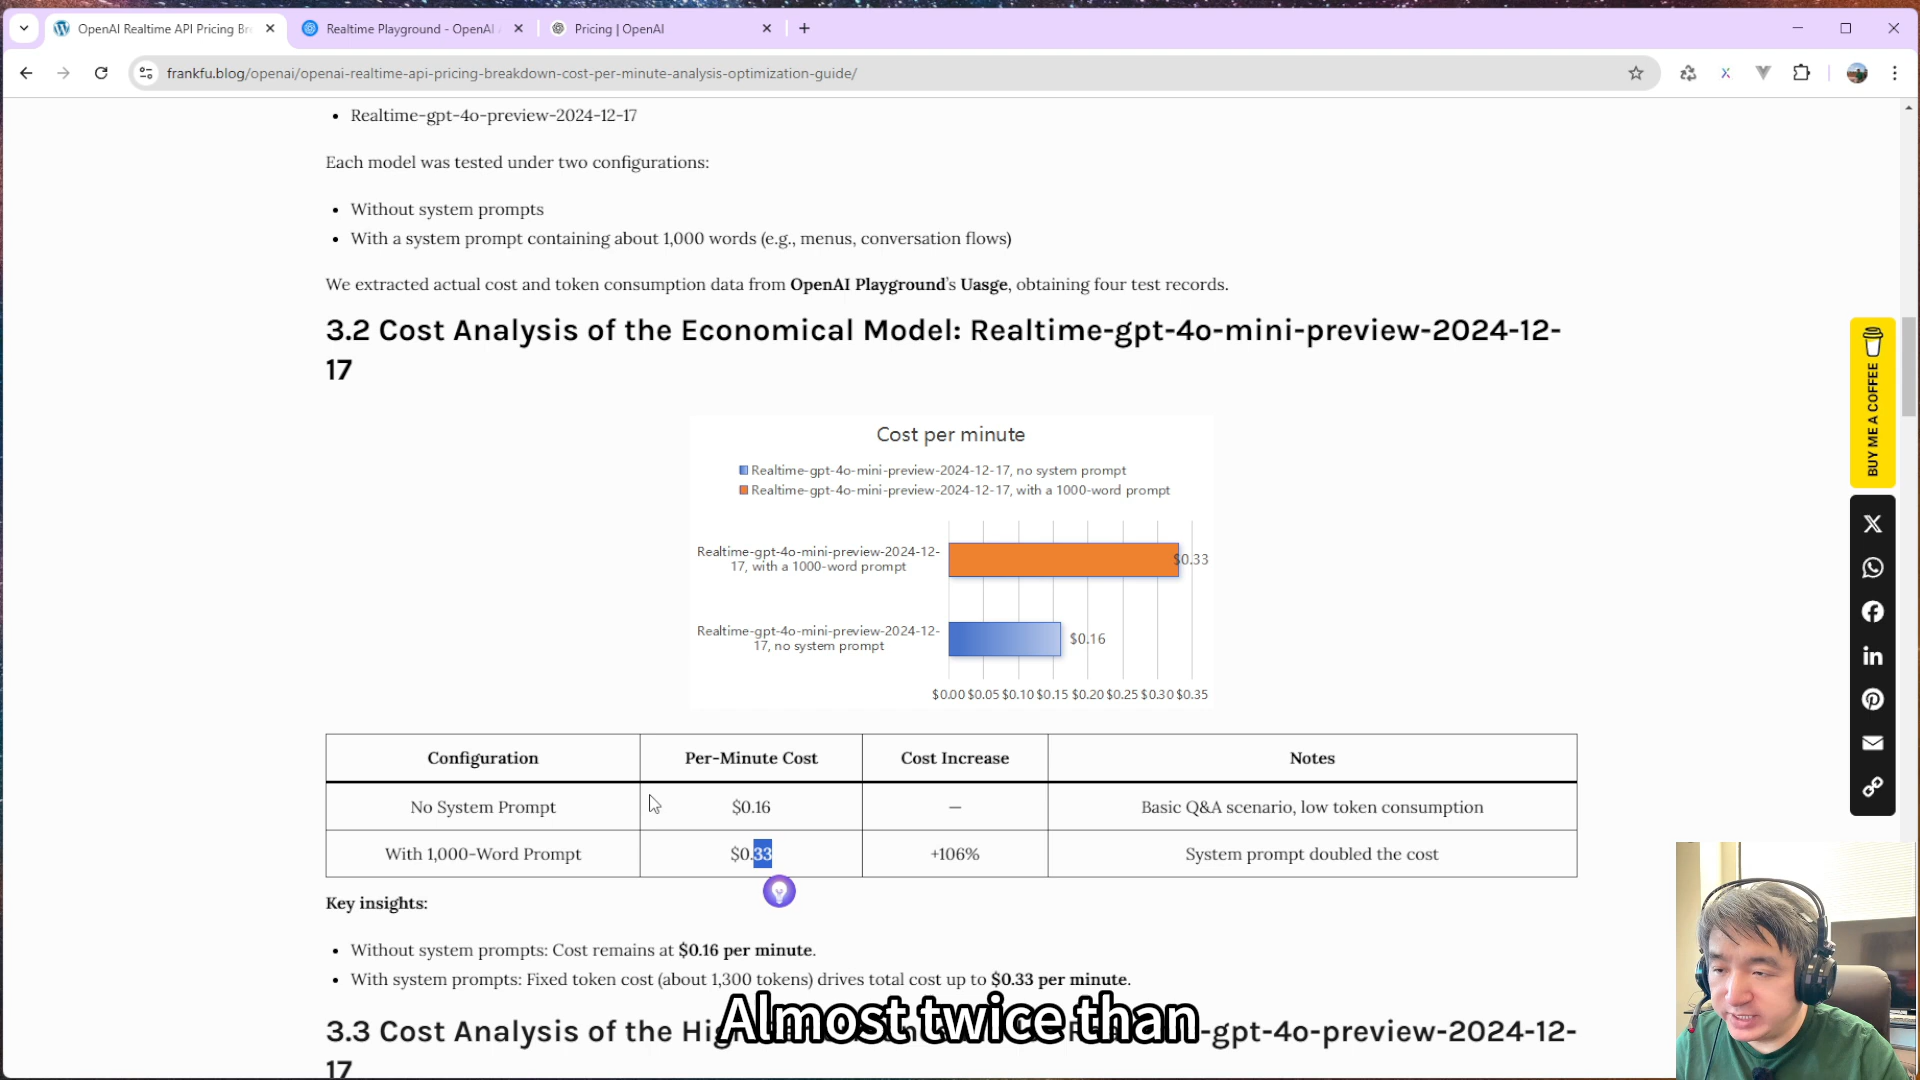 OpenAI Realtime API Pricing Br
Realtime Playground - OpenAI
Pricing | OpenAI
frankfu.blog/openai/openai-realtime-api-pricing-breakdown-cost-per-minute-analysis-optimization-guide/
• Realtime-gpt-4o-preview-2024-12-17
Each model was tested under two configurations:
• Without system prompts
• With a system prompt containing about 1,000 words (e.g., menus, conversation flows)
We extracted actual cost and token consumption data from OpenAI Playground's Uasge, obtaining four test records.
3.2 Cost Analysis of the Economical Model: Realtime-gpt-4o-mini-preview-2024-12-
17
Cost per minute
Realtime-gpt-4o-mini-preview-2024-12-17, no system prompt
Realtime-gpt-4o-mini-preview-2024-12-17, with a 1000-word prompt
Realtime-gpt-4o-mini-preview-2024-12-
17, with a 1000-word prompt
$0.33
Realtime-gpt-4o-mini-preview-2024-12-
17, no system prompt
$0.16
$0.00 $0.05 $0.10 $0.15 $0.20 $0.25 $0.30 $0.35
Configuration Per-Minute Cost Cost Increase Notes
No System Prompt $0.16 — Basic Q&A scenario, low token consumption
With 1,000-Word Prompt $0.33 +106% System prompt doubled the cost
Key insights:
• Without system prompts: Cost remains at $0.16 per minute.
• With system prompts: Fixed token cost (about 1,300 tokens) drives total cost up to $0.33 per minute.
3.3 Cost Analysis of the Hi -gpt-4o-preview-2024-12-
17
Almost twice than
BUY ME A COFFEE